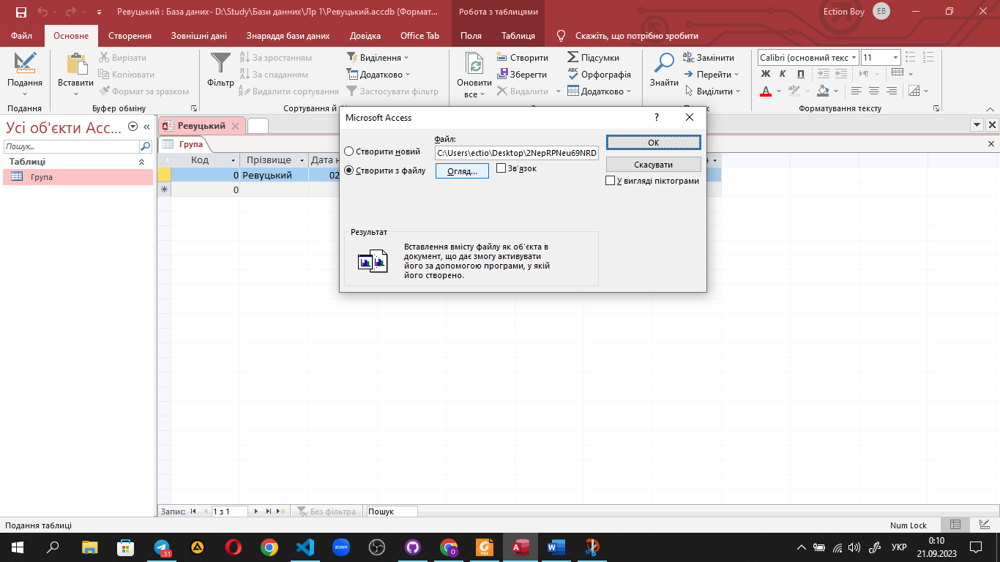 Ревуцький : База даних- D:\Study\Бази данних\Лр 1\Ревуцький.accdb (Формат...
Робота з таблицями
Ection Boy
EB
Файл
Основне
Створення
Зовнішні дані
Знаряддя бази даних
Довідка
Office Tab
Поля
Таблиця
Скажіть, що потрібно зробити
Подання
Вставити
Вирізати
Копіювати
Формат за зразком
Фільтр
За зростанням
За спаданням
Видалити сортування
Виділення
Додатково
Застосувати фільтр
Оновити
все
Створити
Зберегти
Видалити
Підсумки
Орфографія
Додатково
Знайти
Замінити
Перейти
Виділити
Calibri (основний текс
11
Ж К П
Подання
Буфер обміну
Сортування й
Форматування тексту
Усі об'єкти Acc...
Пошук...
Таблиці
Група
Ревуцький
Група
Код
Прізвище
Дата н
0
Ревуцький
02
0
Microsoft Access
?
Створити новий
Створити з файлу
Файл:
C:\Users\ectio\Desktop\2NepRPNeu69NRD
Огляд...
Зв'язок
ОК
Скасувати
У вигляді піктограми
Результат
Вставлення вмісту файлу як об'єкта в
документ, що дає змогу активувати
його за допомогою програми, у якій
його створено.
Запис:
1 з 1
Без фільтра
Пошук
Подання таблиці
Num Lock
51
zoom
УКР
0:10
21.09.2023